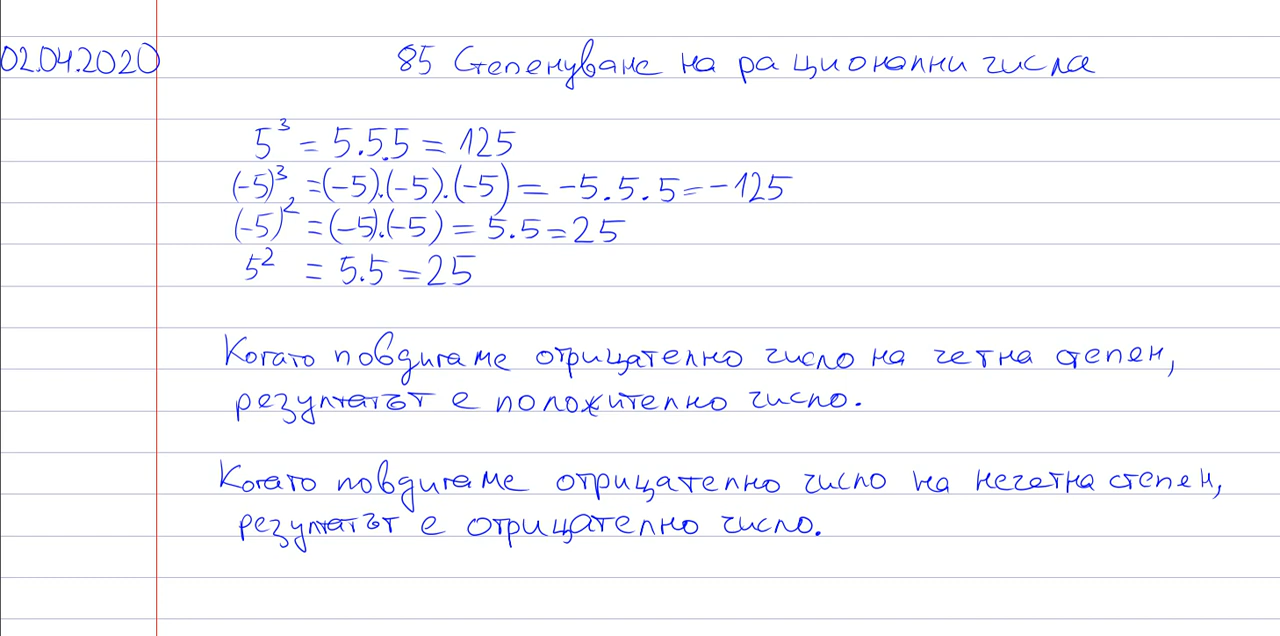 02.04.2020 85 Степенуване на рационални числа
5³ = 5.5.5 = 125
(-5)³ = (-5).(-5).(-5) = -5.5.5 = -125
(-5)² = (-5).(-5) = 5.5 = 25
5² = 5.5 = 25
Когато повдигаме отрицателно число на четна степен,
резултатът е положително число.
Когато повдигаме отрицателно число на нечетна степен,
резултатът е отрицателно число.